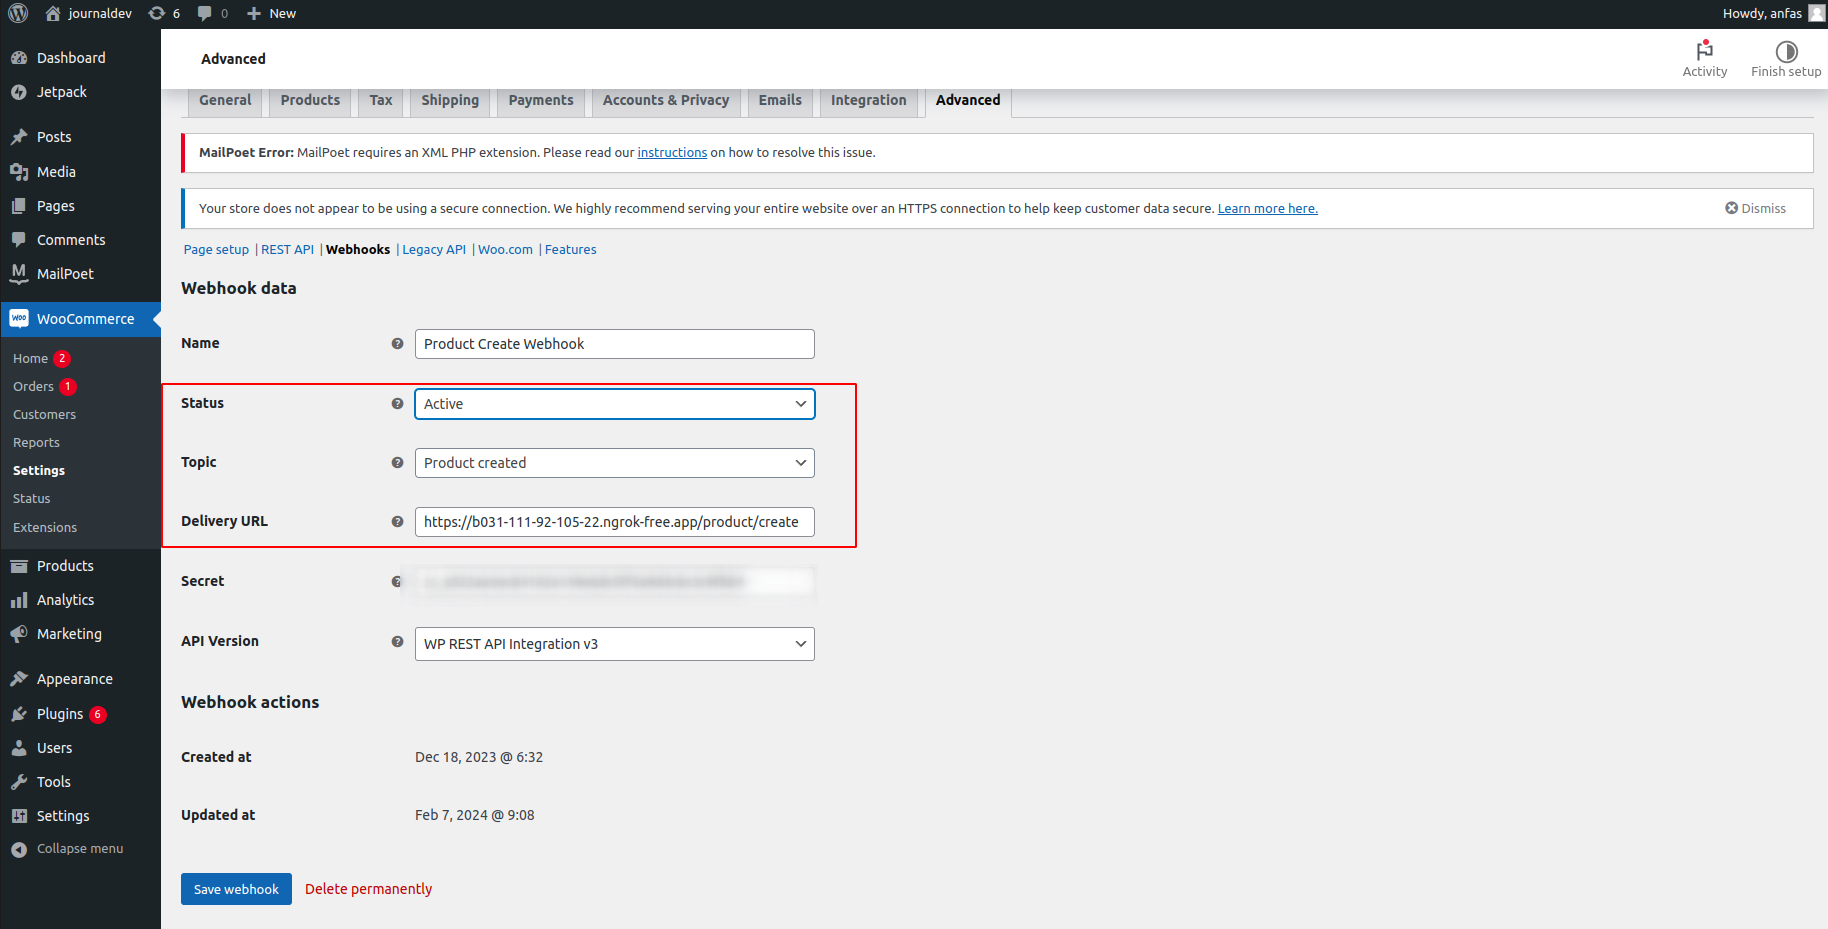 journaldev 6 0 New Howdy, anfas
Dashboard
Jetpack
Posts
Media
Pages
Comments
MailPoet
WooCommerce
Home 2
Orders 1
Customers
Reports
Settings
Status
Extensions
Products
Analytics
Marketing
Appearance
Plugins 6
Users
Tools
Settings
Collapse menu
Advanced
Activity Finish setup
General Products Tax Shipping Payments Accounts & Privacy Emails Integration Advanced
MailPoet Error: MailPoet requires an XML PHP extension. Please read our instructions on how to resolve this issue.
Your store does not appear to be using a secure connection. We highly recommend serving your entire website over an HTTPS connection to help keep customer data secure. Learn more here. Dismiss
Page setup | REST API | Webhooks | Legacy API | Woo.com | Features
Webhook data
Name Product Create Webhook
Status Active
Topic Product created
Delivery URL https://b031-111-92-105-22.ngrok-free.app/product/create
Secret
API Version WP REST API Integration v3
Webhook actions
Created at Dec 18, 2023 @ 6:32
Updated at Feb 7, 2024 @ 9:08
Save webhook Delete permanently